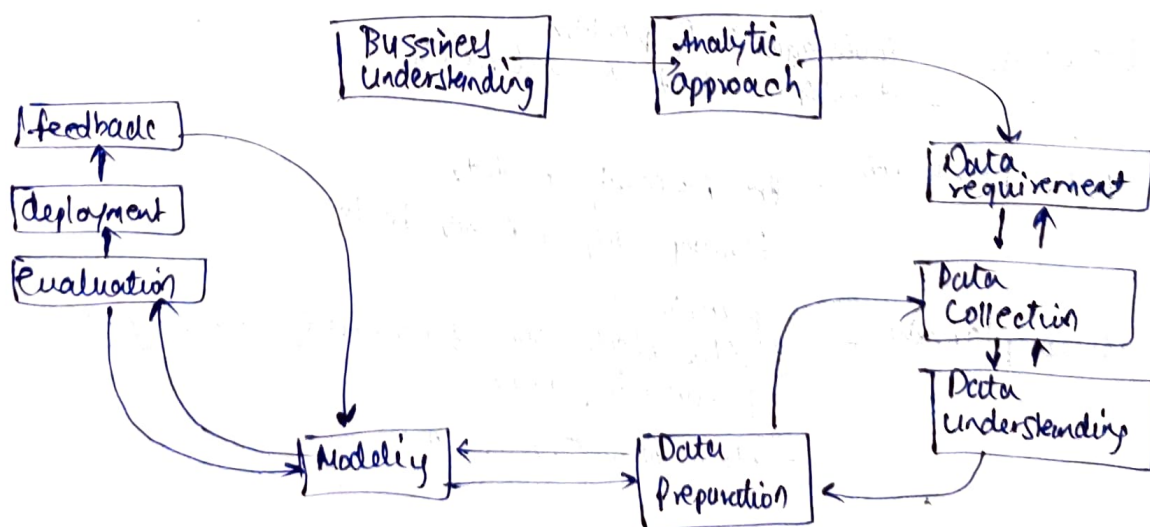 Bussiness
understanding
Analytic
approach
feedback
Data
requirement
deployment
evaluation
Data
Collection
Data
understanding
Modeling
Data
Preparation